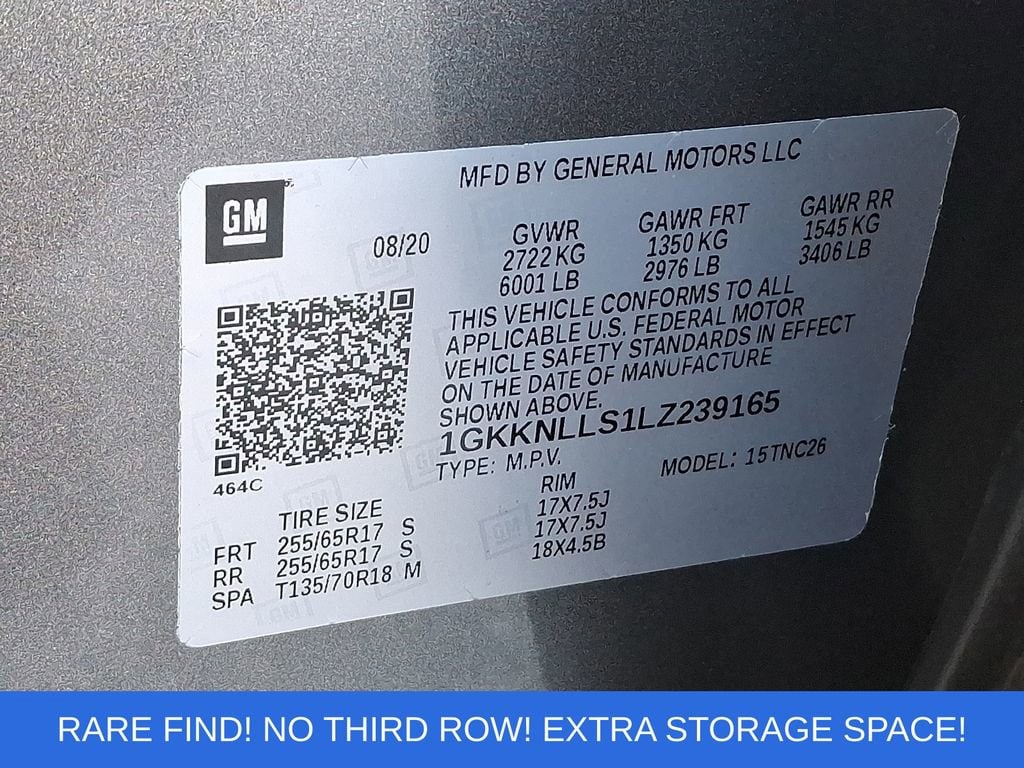 MFD BY GENERAL MOTORS LLC
GM
08/20
GVWR
2722 KG
6001 LB
GAWR FRT
1350 KG
2976 LB
GAWR RR
1545 KG
3406 LB
THIS VEHICLE CONFORMS TO ALL
APPLICABLE U.S. FEDERAL MOTOR
VEHICLE SAFETY STANDARDS IN EFFECT
ON THE DATE OF MANUFACTURE
SHOWN ABOVE.
1GKKNLLS1LZ239165
TYPE: M.P.V.
MODEL: 15TNC26
464C
TIRE SIZE
RIM
FRT 255/65R17 S 17X7.5J
RR 255/65R17 S 17X7.5J
SPA T135/70R18 M 18X4.5B
RARE FIND! NO THIRD ROW! EXTRA STORAGE SPACE!